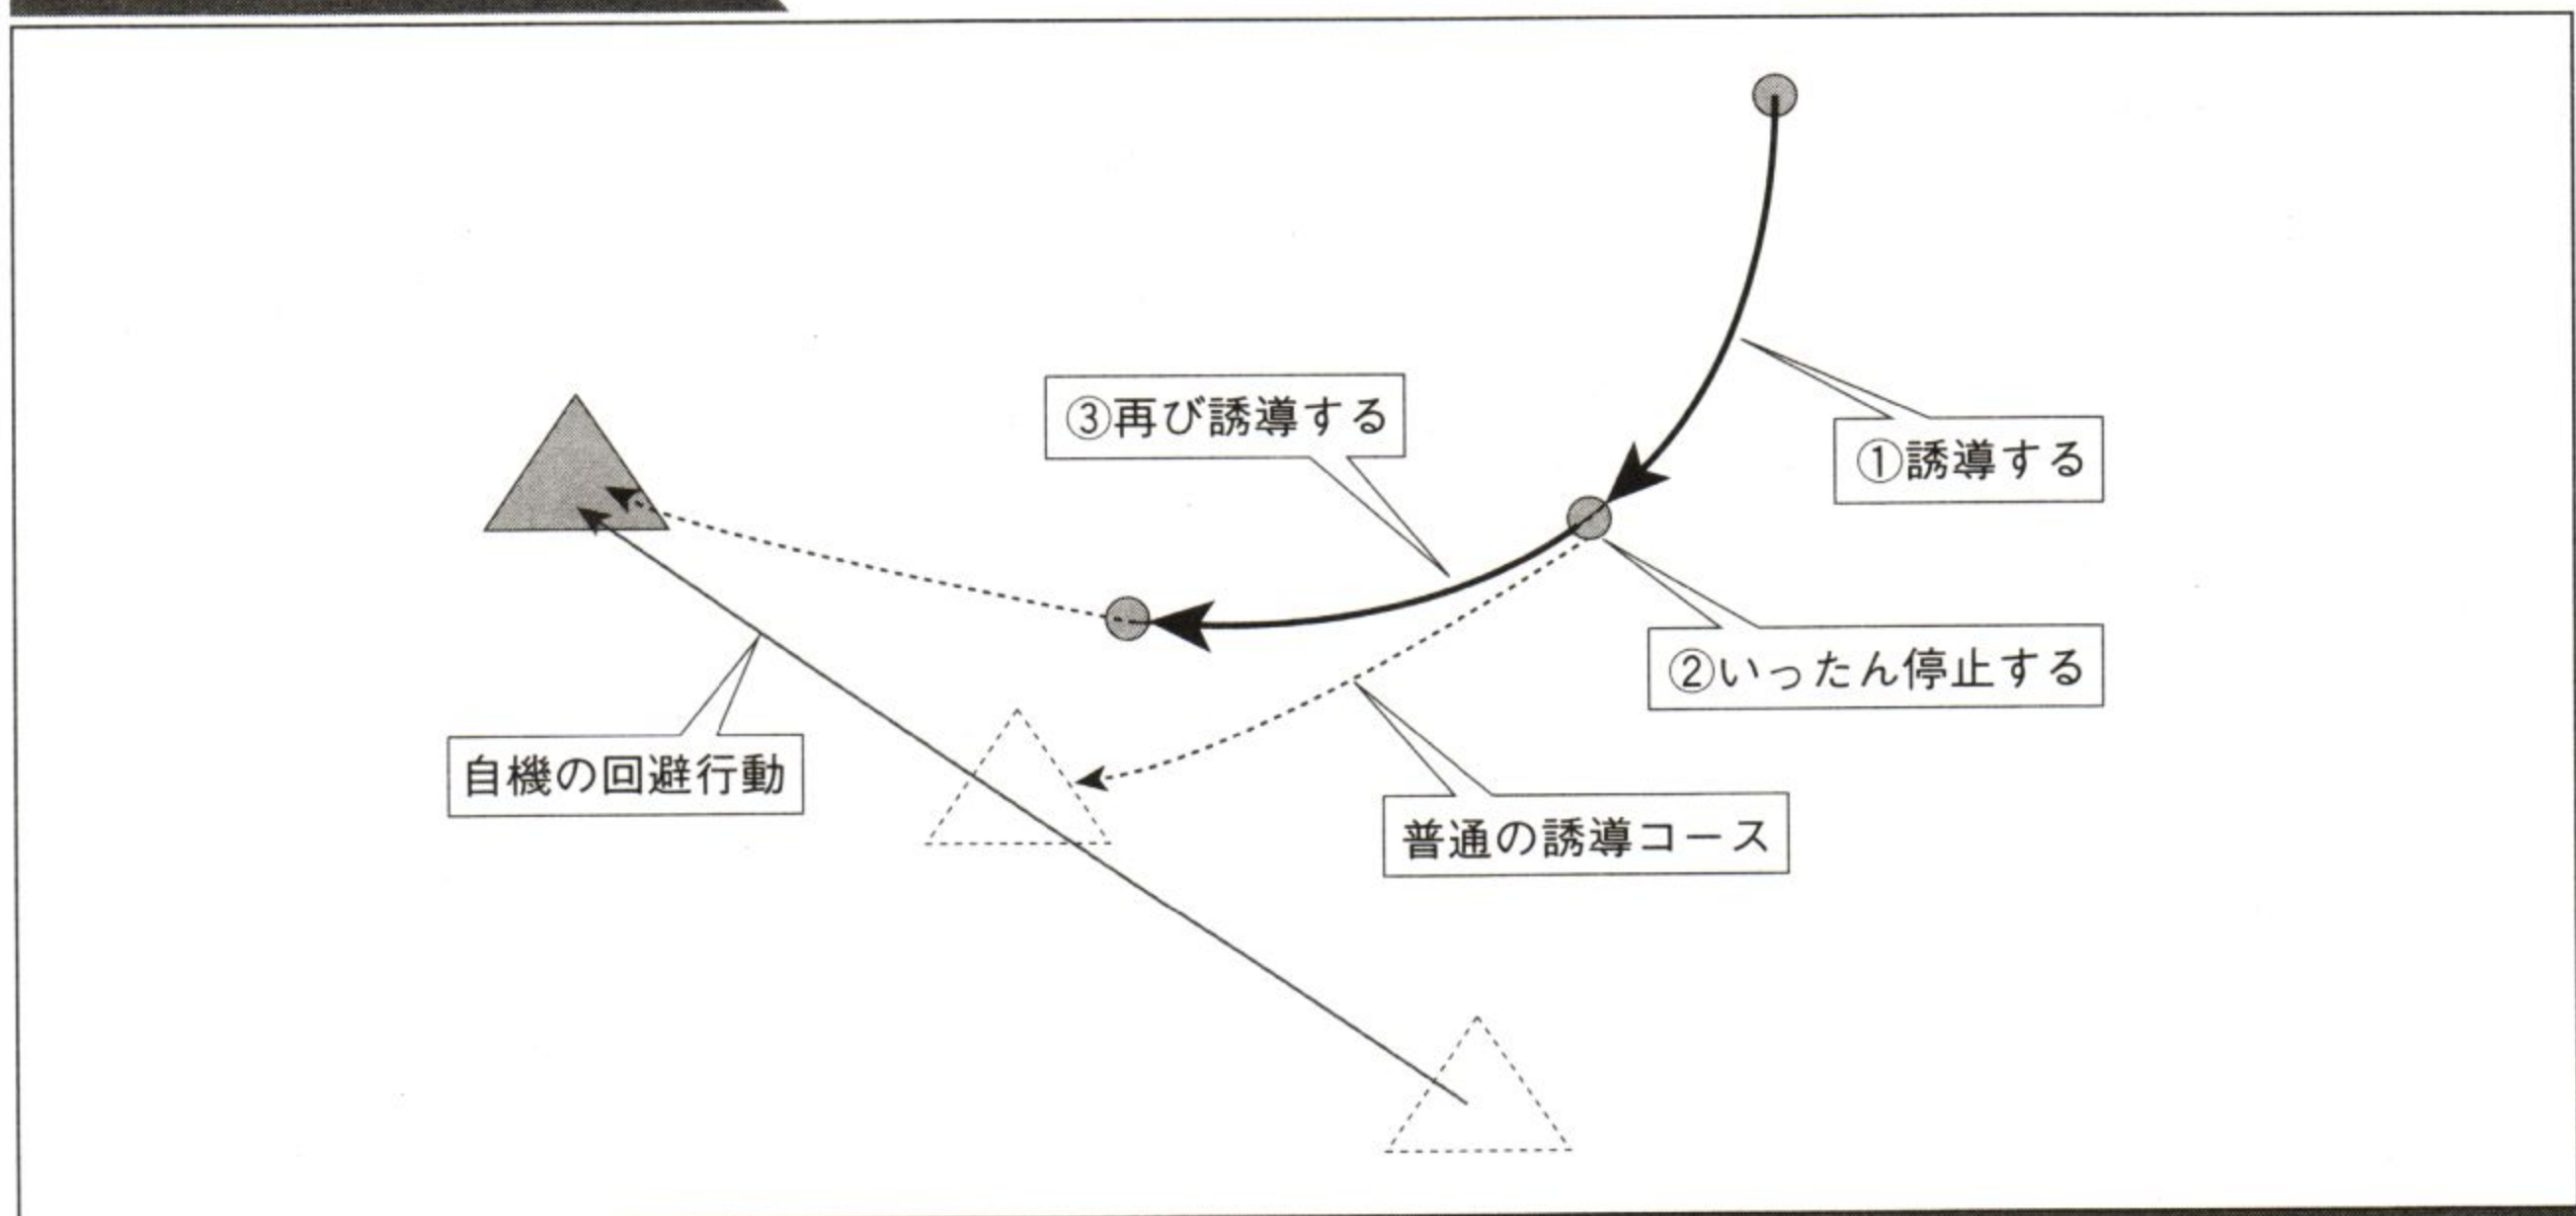 ③再び誘導する
①誘導する
②いったん停止する
自機の回避行動
普通の誘導コース